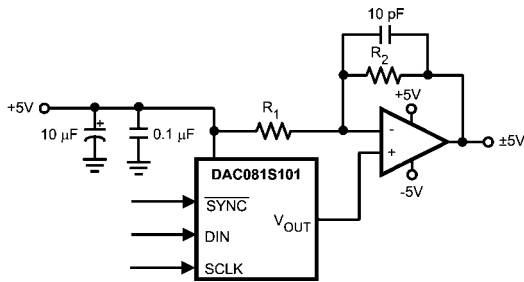 10 pF
R2
R1
+5V
+5V
10 µF
+
0.1 µF
-
+
±5V
-5V
DAC081S101
SYNC
VOUT
DIN
SCLK